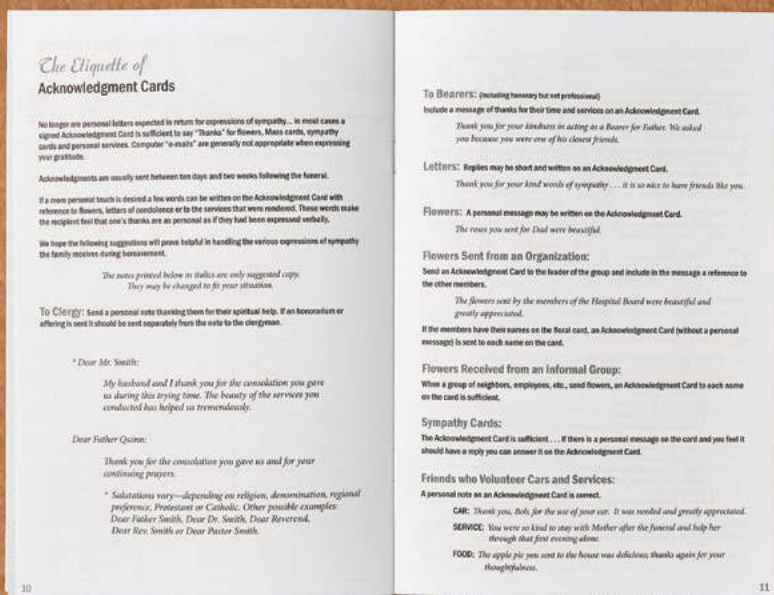 The Etiquette of
Acknowledgment Cards
No longer are personal letters expected in return for expressions of sympathy... in most cases a
signed Acknowledgment Card is sufficient to say "Thanks" for flowers, Mass cards, sympathy
cards and personal services. Computer "e-mails" are generally not appropriate when expressing
your gratitude.
Acknowledgments are usually sent between ten days and two weeks following the funeral.
If a more personal touch is desired a few words can be written on the Acknowledgment Card with
reference to flowers, letters of condolence or to the services that were rendered. These words make
the recipient feel that one's thanks are as personal as if they had been expressed verbally.
We hope the following suggestions will prove helpful in handling the various expressions of sympathy
the family receives during bereavement.
The notes printed below in italics are only suggested copy.
They may be changed to fit your situation.
To Clergy: Send a personal note thanking them for their spiritual help. If an honorarium or
offering is sent it should be sent separately from the note to the clergyman.
* Dear Mr. Smith:
My husband and I thank you for the consolation you gave
us during this trying time. The beauty of the services you
conducted has helped us tremendously.
Dear Father Quinn:
Thank you for the consolation you gave us and for your
continuing prayers.
* Salutations vary—depending on religion, denomination, regional
preference, Protestant or Catholic. Other possible examples:
Dear Father Smith, Dear Dr. Smith, Dear Reverend,
Dear Rev. Smith or Dear Pastor Smith.
10
To Bearers: (including honorary but not professional)
Include a message of thanks for their time and services on an Acknowledgment Card.
Thank you for your kindness in acting as a Bearer for Father. We asked
you because you were one of his closest friends.
Letters: Replies may be short and written on an Acknowledgment Card.
Thank you for your kind words of sympathy . . . it is so nice to have friends like you.
Flowers: A personal message may be written on the Acknowledgment Card.
The roses you sent for Dad were beautiful.
Flowers Sent from an Organization:
Send an Acknowledgment Card to the leader of the group and include in the message a reference to
the other members.
The flowers sent by the members of the Hospital Board were beautiful and
greatly appreciated.
If the members have their names on the floral card, an Acknowledgment Card (without a personal
message) is sent to each name on the card.
Flowers Received from an Informal Group:
When a group of neighbors, employees, etc., send flowers, an Acknowledgment Card to each name
on the card is sufficient.
Sympathy Cards:
The Acknowledgment Card is sufficient . . . If there is a personal message on the card and you feel it
should have a reply you can answer it on the Acknowledgment Card.
Friends who Volunteer Cars and Services:
A personal note on an Acknowledgment Card is correct.
CAR: Thank you, Bob, for the use of your car. It was needed and greatly appreciated.
SERVICE: You were so kind to stay with Mother after the funeral and help her
through that first evening alone.
FOOD: The apple pie you sent to the house was delicious, thanks again for your
thoughtfulness.
11